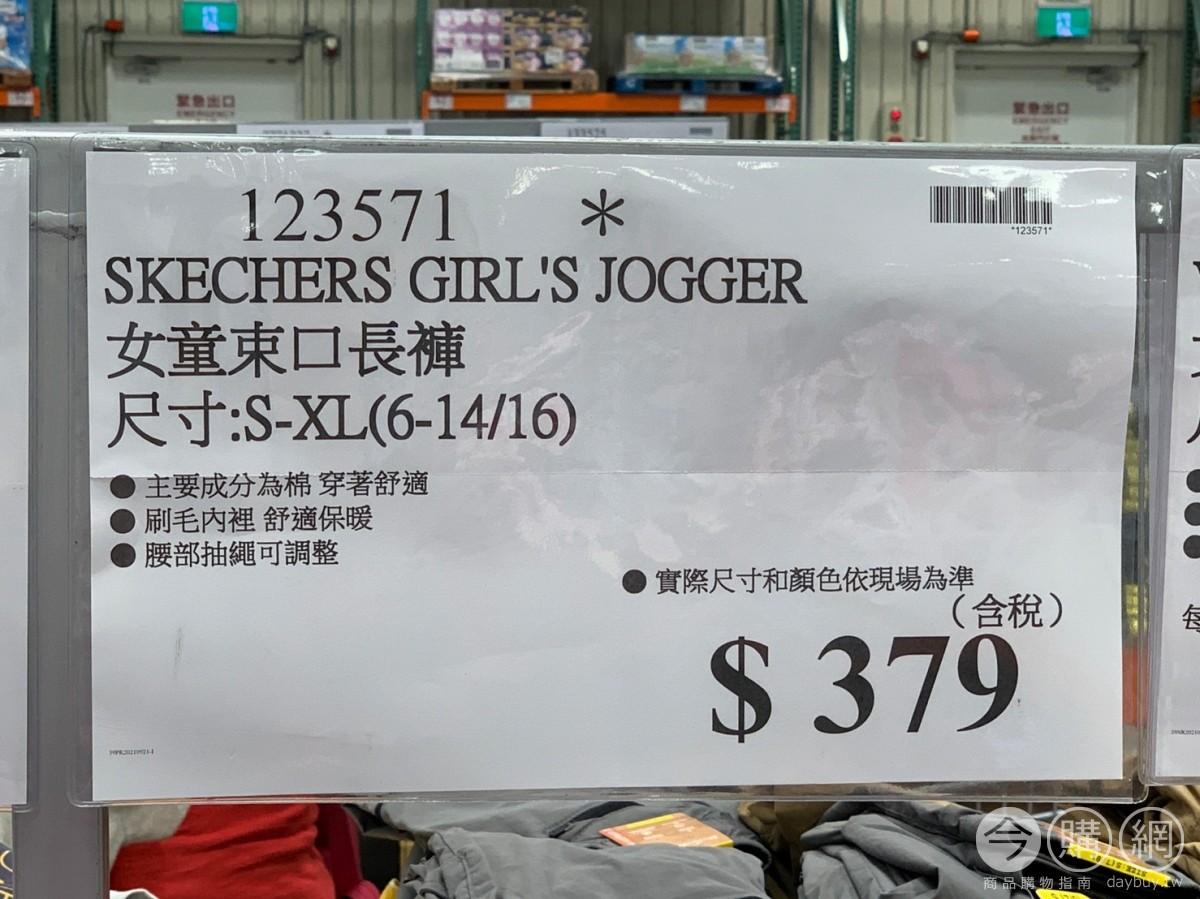 緊急出口
EMERGENCY
緊急出口
EMERGENCY
EXIT
123571 *
*123571*
SKECHERS GIRL'S JOGGER
女童束口長褲
尺寸:S-XL(6-14/16)
● 主要成分為棉 穿著舒適
● 刷毛內裡 舒適保暖
● 腰部抽繩可調整
● 實際尺寸和顏色依現場為準
(含稅)
$ 379
每
今購網
商品購物指南 daybuy.tw